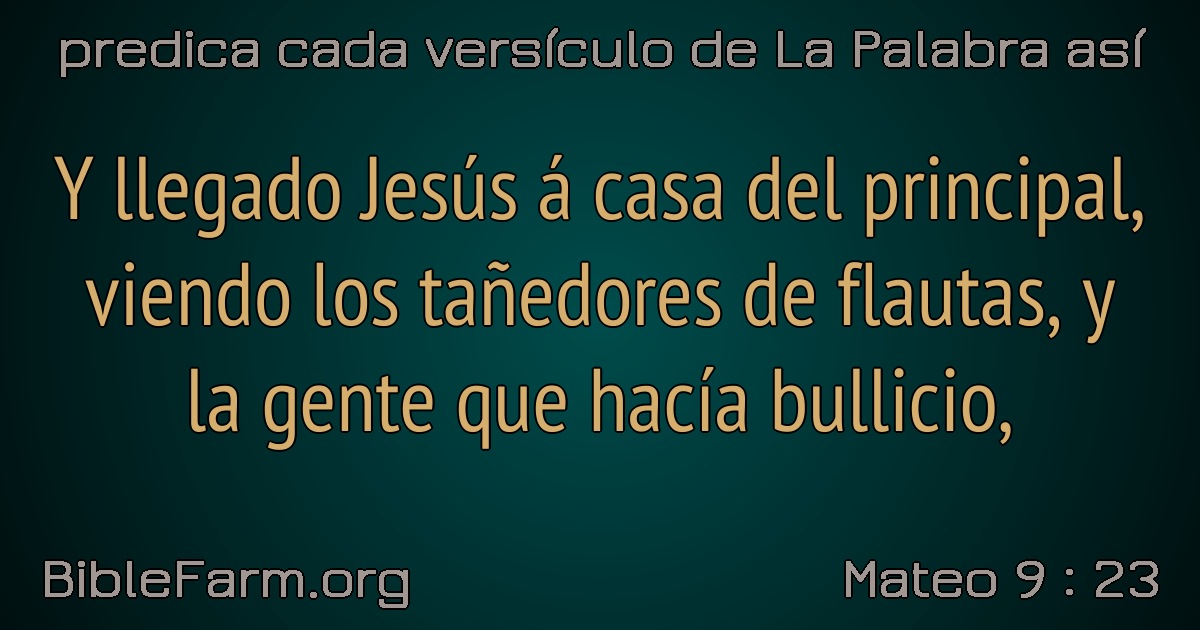 predica cada versículo de La Palabra así
Y llegado Jesús á casa del principal,
viendo los tañedores de flautas, y
la gente que hacía bullicio,
BibleFarm.org
Mateo 9 : 23